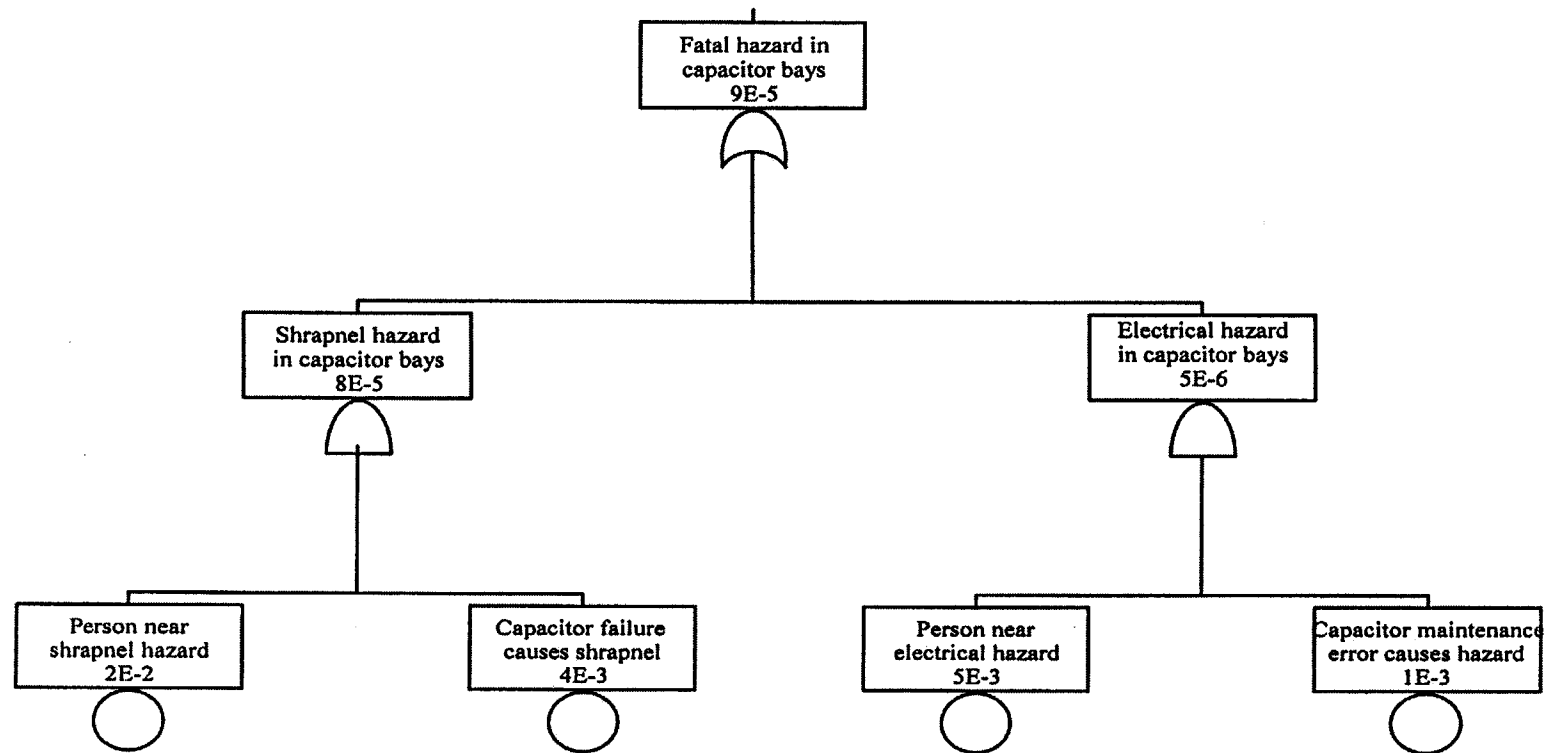 Fatal hazard in
capacitor bays
9E-5
Shrapnel hazard
in capacitor bays
8E-5
Electrical hazard
in capacitor bays
5E-6
Person near
shrapnel hazard
2E-2
Capacitor failure
causes shrapnel
4E-3
Person near
electrical hazard
5E-3
Capacitor maintenance
error causes hazard
1E-3